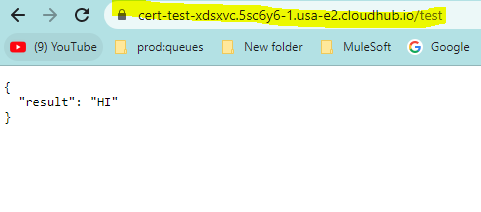 cert-test-xdsxvc.5sc6y6-1.usa-e2.cloudhub.io/test
(9) YouTube prod:queues New folder MuleSoft G Google
{
  "result": "HI"
}